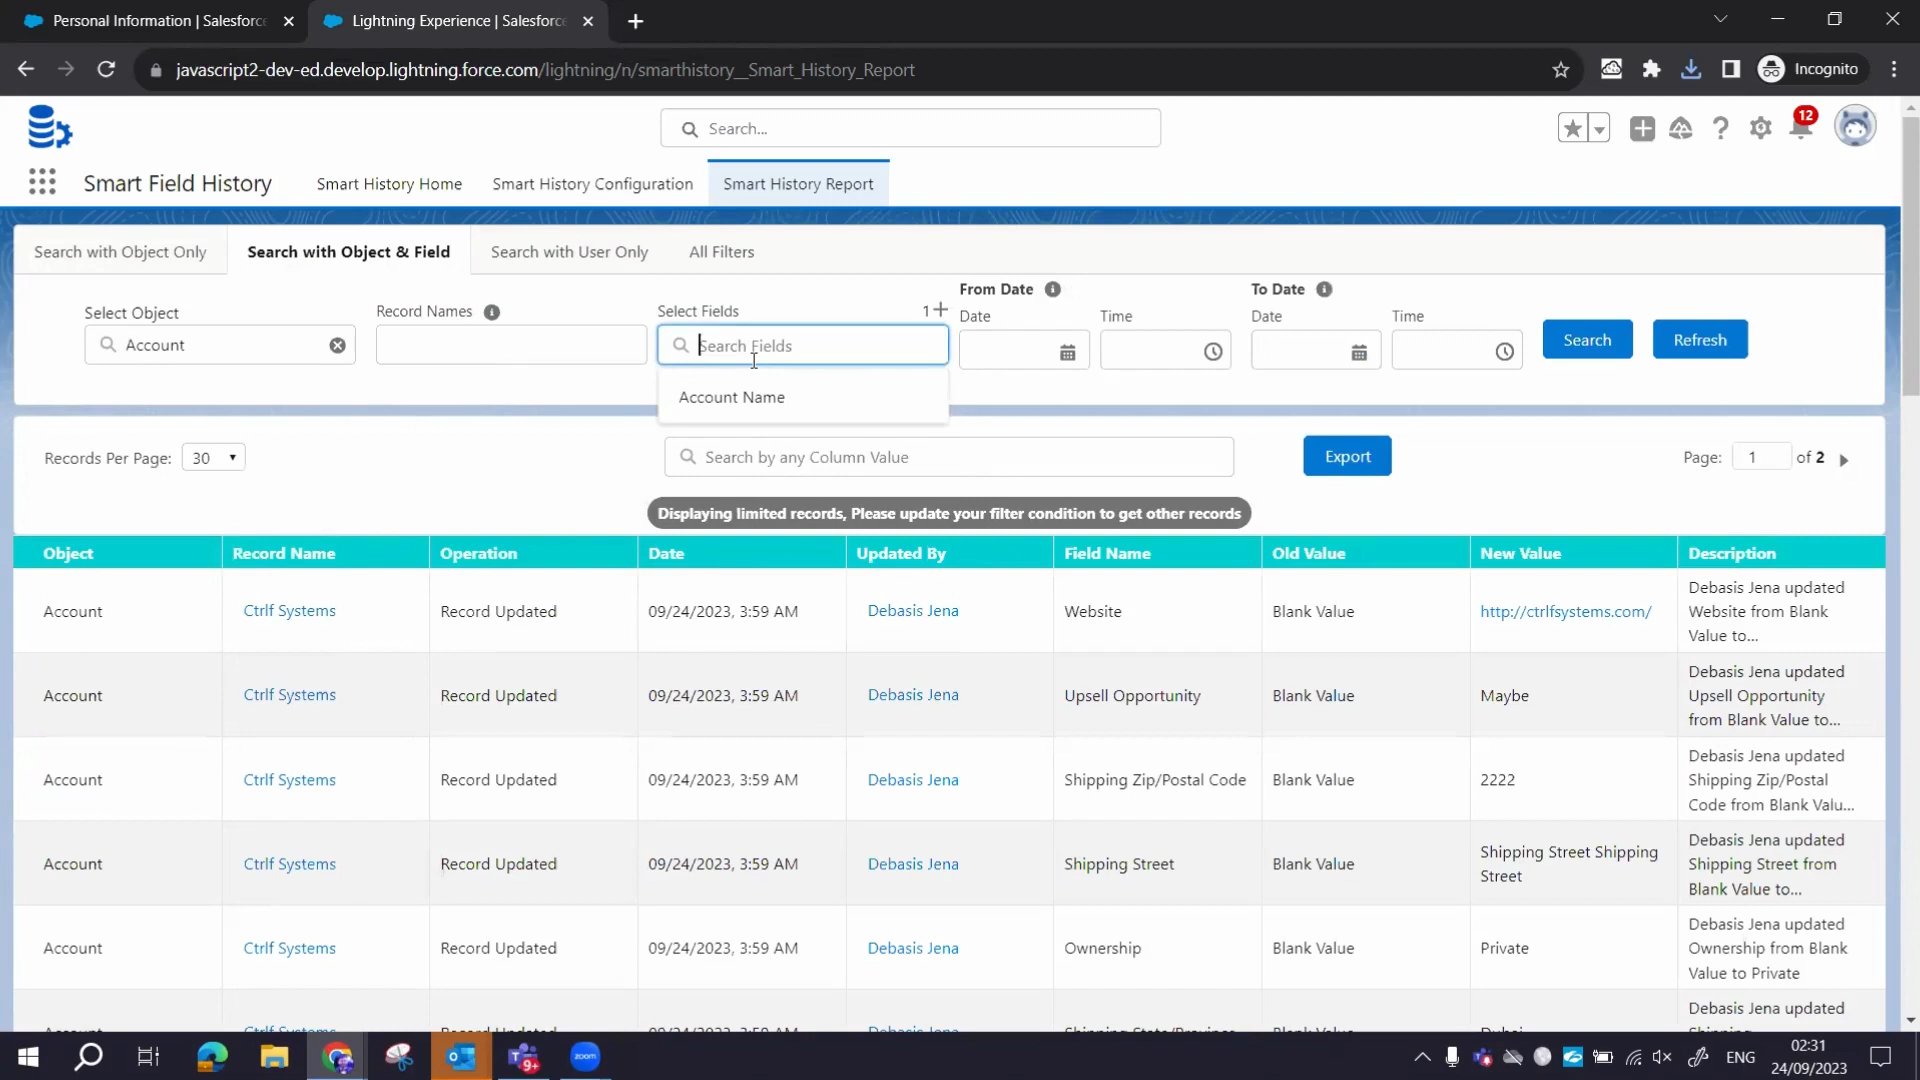 Personal Information | Salesforce
Lightning Experience | Salesforce
javascript2-dev-ed.develop.lightning.force.com/lightning/n/smarthistory__Smart_History_Report
Incognito
Search...
12
Smart Field History
Smart History Home
Smart History Configuration
Smart History Report
Search with Object Only
Search with Object & Field
Search with User Only
All Filters
From Date
To Date
Select Object
Record Names
Select Fields
1
Date
Time
Date
Time
Account
Search Fields
Search
Refresh
Account Name
Records Per Page:
30
Search by any Column Value
Export
Page:
1
of 2
Displaying limited records, Please update your filter condition to get other records
Object Record Name Operation Date Updated By Field Name Old Value New Value Description
Account Ctrlf Systems Record Updated 09/24/2023, 3:59 AM Debasis Jena Website Blank Value http://ctrlfsystems.com/
Debasis Jena updated
Website from Blank
Value to...
Account Ctrlf Systems Record Updated 09/24/2023, 3:59 AM Debasis Jena Upsell Opportunity Blank Value Maybe
Debasis Jena updated
Upsell Opportunity
from Blank Value to...
Account Ctrlf Systems Record Updated 09/24/2023, 3:59 AM Debasis Jena Shipping Zip/Postal Code Blank Value 2222
Debasis Jena updated
Shipping Zip/Postal
Code from Blank Valu...
Account Ctrlf Systems Record Updated 09/24/2023, 3:59 AM Debasis Jena Shipping Street Blank Value
Shipping Street Shipping
Street
Debasis Jena updated
Shipping Street from
Blank Value to...
Account Ctrlf Systems Record Updated 09/24/2023, 3:59 AM Debasis Jena Ownership Blank Value Private
Debasis Jena updated
Ownership from Blank
Value to Private
Debasis Jena updated
9+
zoom
ENG
02:31
24/09/2023